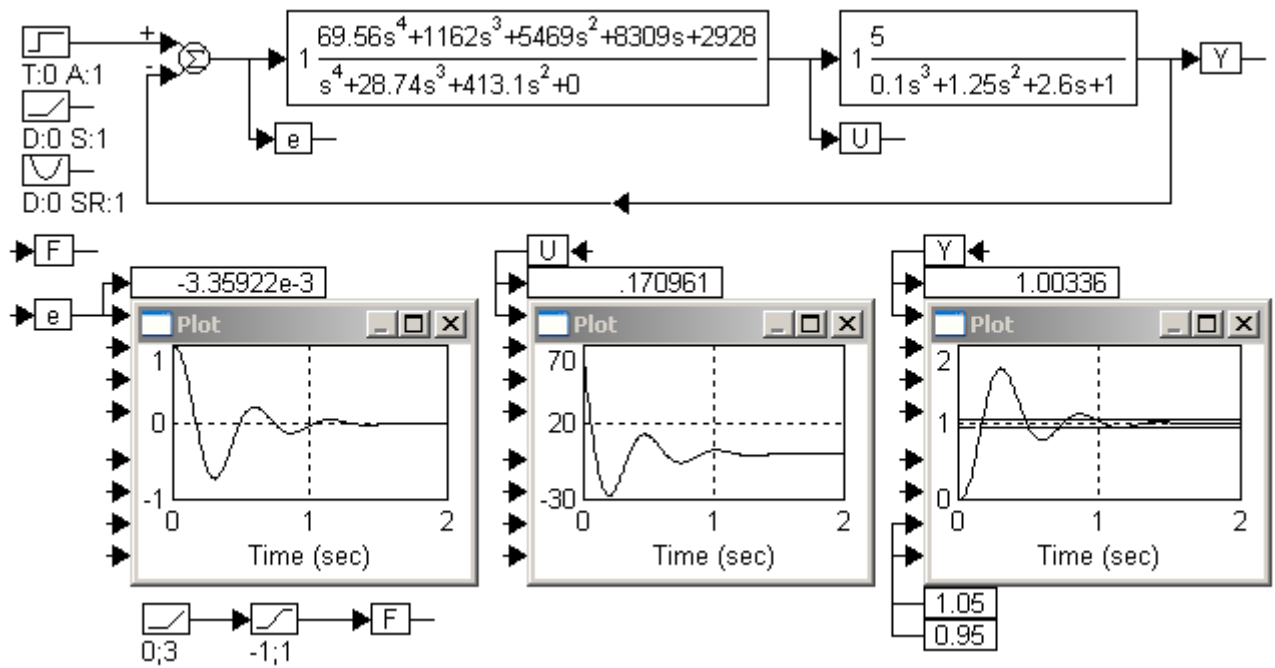 +
-
Σ
T:0 A:1
D:0 S:1
D:0 SR:1
1
69.56s^4+1162s^3+5469s^2+8309s+2928
s^4+28.74s^3+413.1s^2+0
1
5
0.1s^3+1.25s^2+2.6s+1
Y
e
U
F
e
-3.35922e-3
Plot
1
0
-1
0 1 2
Time (sec)
U
.170961
Plot
70
20
-30
0 1 2
Time (sec)
Y
1.00336
Plot
2
1
0
0 1 2
Time (sec)
1.05
0.95
0;3
-1;1
F